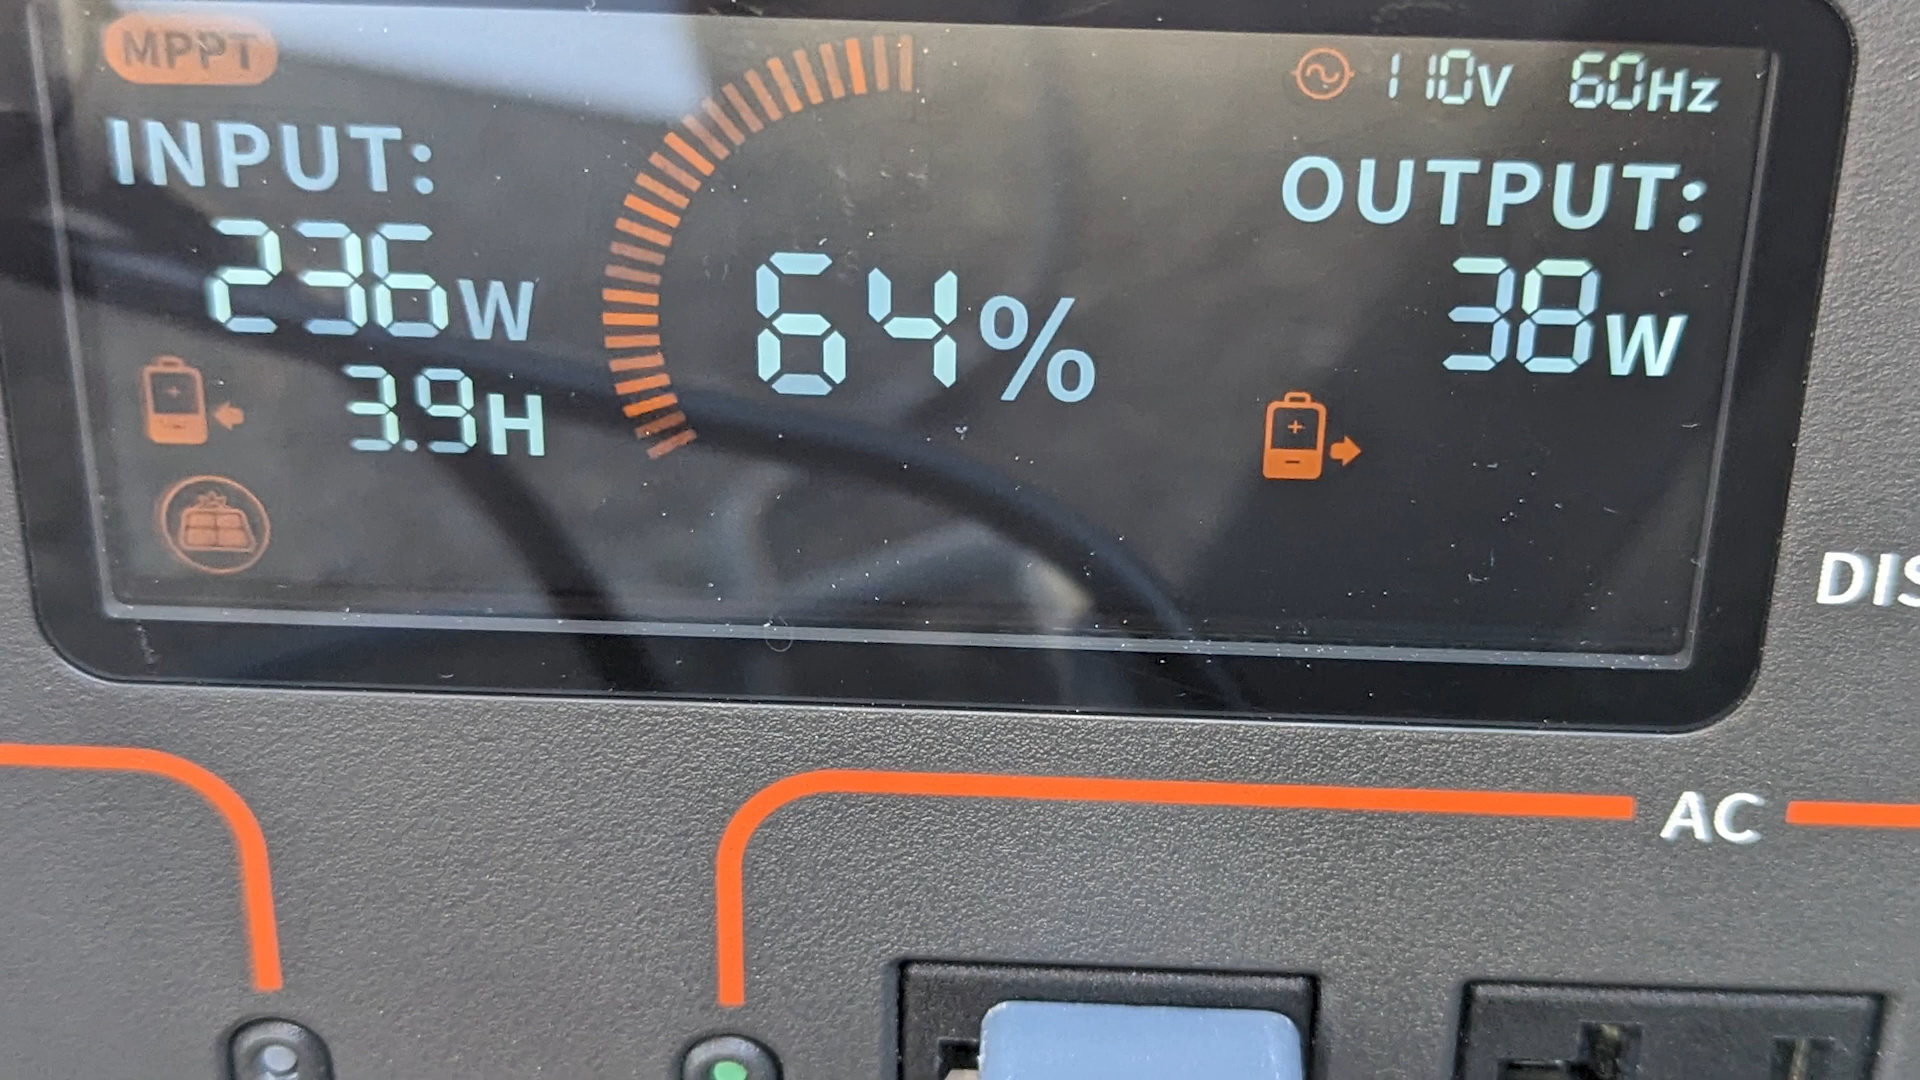 MPPT
INPUT:
236W
3.9H
64%
110V 60Hz
OUTPUT:
38W
DIS
AC